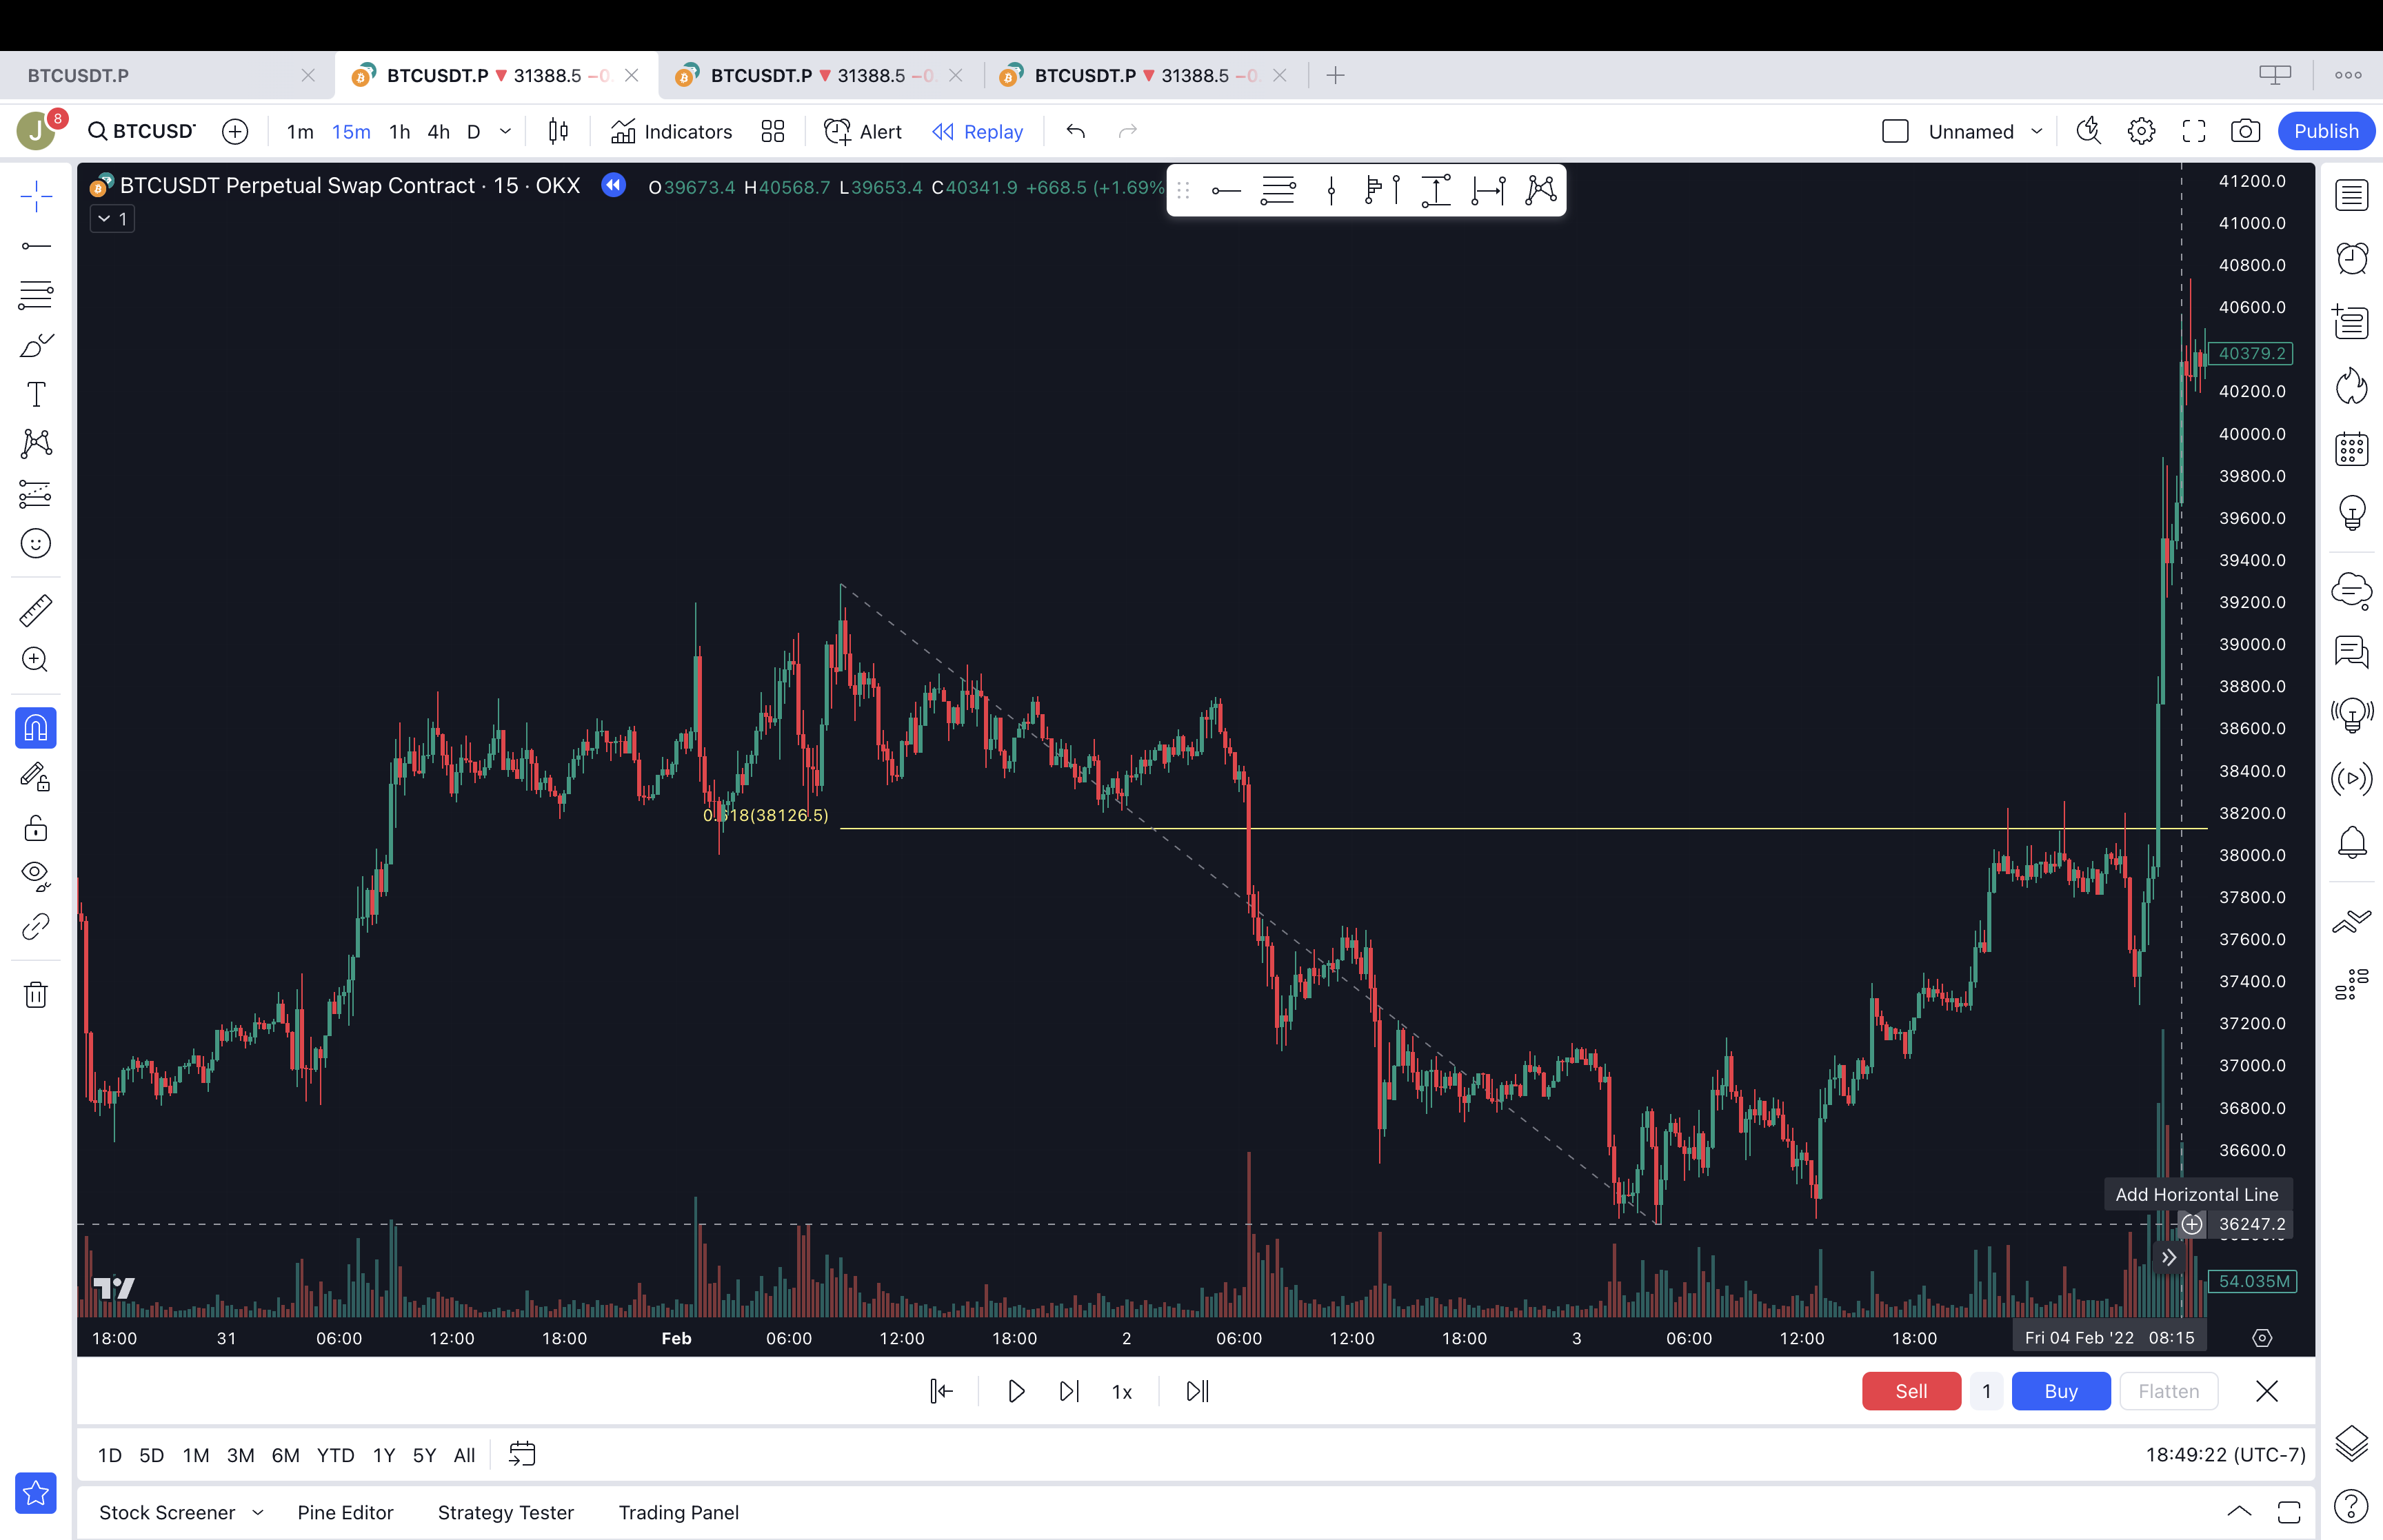 BTCUSDT.P
BTCUSDT.P ▼ 31388.5 −0.
BTCUSDT.P ▼ 31388.5 −0
BTCUSDT.P ▼ 31388.5 −0
J 8 BTCUSD 1m 15m 1h 4h D Indicators Alert Replay Unnamed Publish
BTCUSDT Perpetual Swap Contract · 15 · OKX O39673.4 H40568.7 L39653.4 C40341.9 +668.5 (+1.69%
1
41200.0
41000.0
40800.0
40600.0
40379.2
40200.0
40000.0
39800.0
39600.0
39400.0
39200.0
39000.0
38800.0
38600.0
38400.0
38200.0
0.618(38126.5)
38000.0
37800.0
37600.0
37400.0
37200.0
37000.0
36800.0
36600.0
Add Horizontal Line
36247.2
54.035M
18:00 31 06:00 12:00 18:00 Feb 06:00 12:00 18:00 2 06:00 12:00 18:00 3 06:00 12:00 18:00 Fri 04 Feb '22 08:15
1x Sell 1 Buy Flatten
1D 5D 1M 3M 6M YTD 1Y 5Y All 18:49:22 (UTC-7)
Stock Screener Pine Editor Strategy Tester Trading Panel